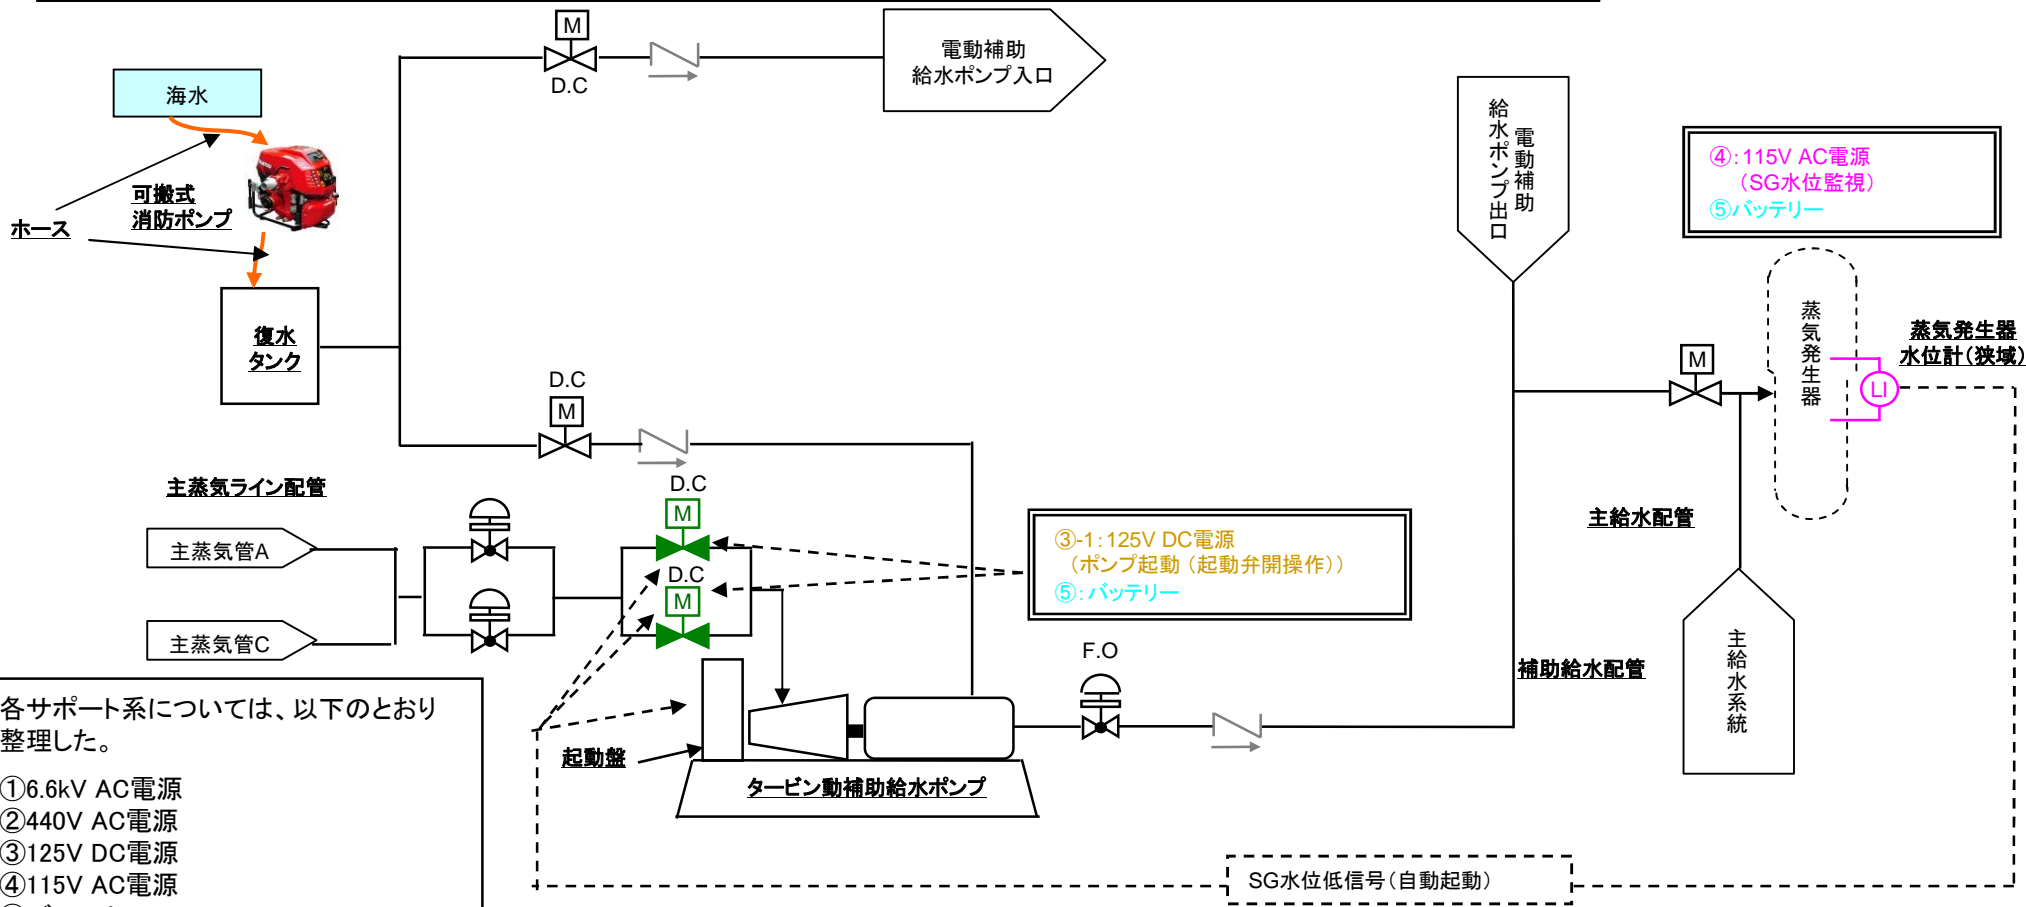 M
D.C
電動補助
給水ポンプ入口
海水
可搬式
消防ポンプ
ホース
復水
タンク
電動補助
給水ポンプ出口
④:115V AC電源
（SG水位監視）
⑤バッテリー
蒸気発生器
蒸気発生器
水位計（狭域）
LI
M
D.C
M
主蒸気ライン配管
主蒸気管A
主蒸気管C
D.C
M
D.C
M
③-1:125V DC電源
（ポンプ起動（起動弁開操作））
⑤:バッテリー
主給水配管
主給水系統
補助給水配管
F.O
起動盤
タービン動補助給水ポンプ
SG水位低信号（自動起動）
各サポート系については、以下のとおり
整理した。
①6.6kV AC電源
②440V AC電源
③125V DC電源
④115V AC電源